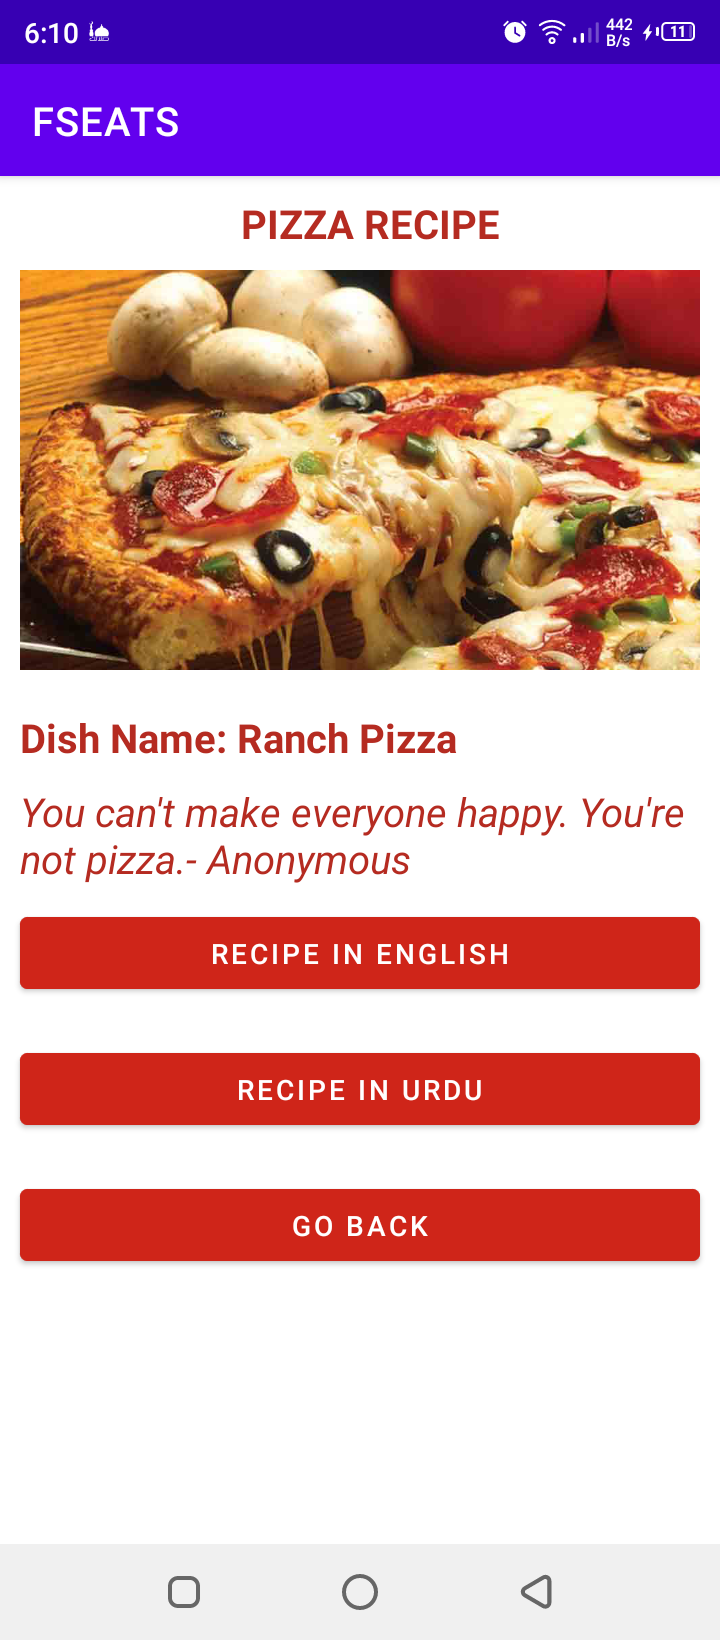 6:10
442
B/s
11
FSEATS
PIZZA RECIPE
Dish Name: Ranch Pizza
You can't make everyone happy. You're
not pizza.- Anonymous
RECIPE IN ENGLISH
RECIPE IN URDU
GO BACK